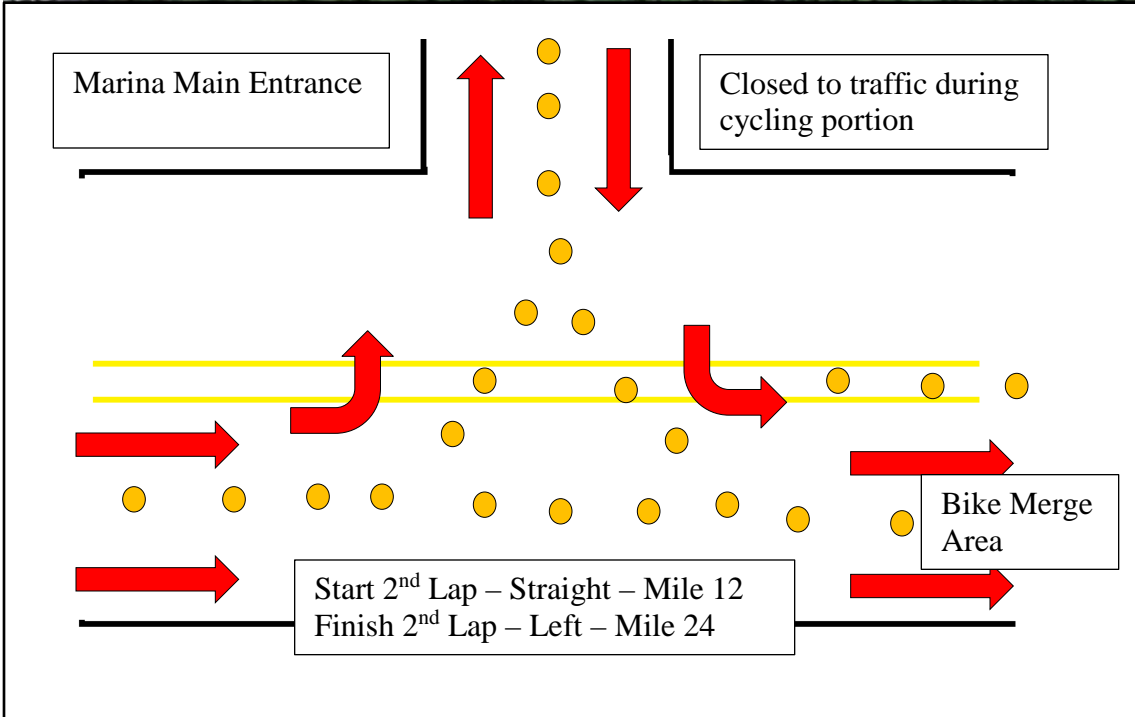 Marina Main Entrance
Closed to traffic during
cycling portion
Bike Merge
Area
Start 2nd Lap – Straight – Mile 12
Finish 2nd Lap – Left – Mile 24